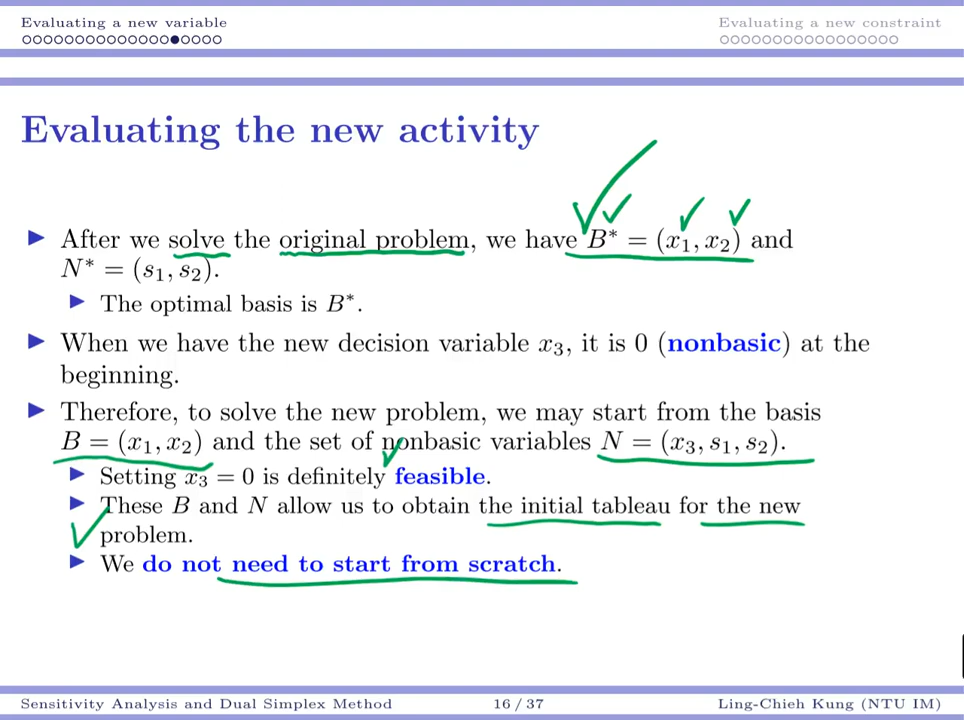 Evaluating a new variable
Evaluating a new constraint
Evaluating the new activity
After we solve the original problem, we have B* = (x₁, x₂) and
N* = (s₁, s₂).
The optimal basis is B*.
When we have the new decision variable x₃, it is 0 (nonbasic) at the
beginning.
Therefore, to solve the new problem, we may start from the basis
B = (x₁, x₂) and the set of nonbasic variables N = (x₃, s₁, s₂).
Setting x₃ = 0 is definitely feasible.
These B and N allow us to obtain the initial tableau for the new
problem.
We do not need to start from scratch.
Sensitivity Analysis and Dual Simplex Method
16 / 37
Ling-Chieh Kung (NTU IM)